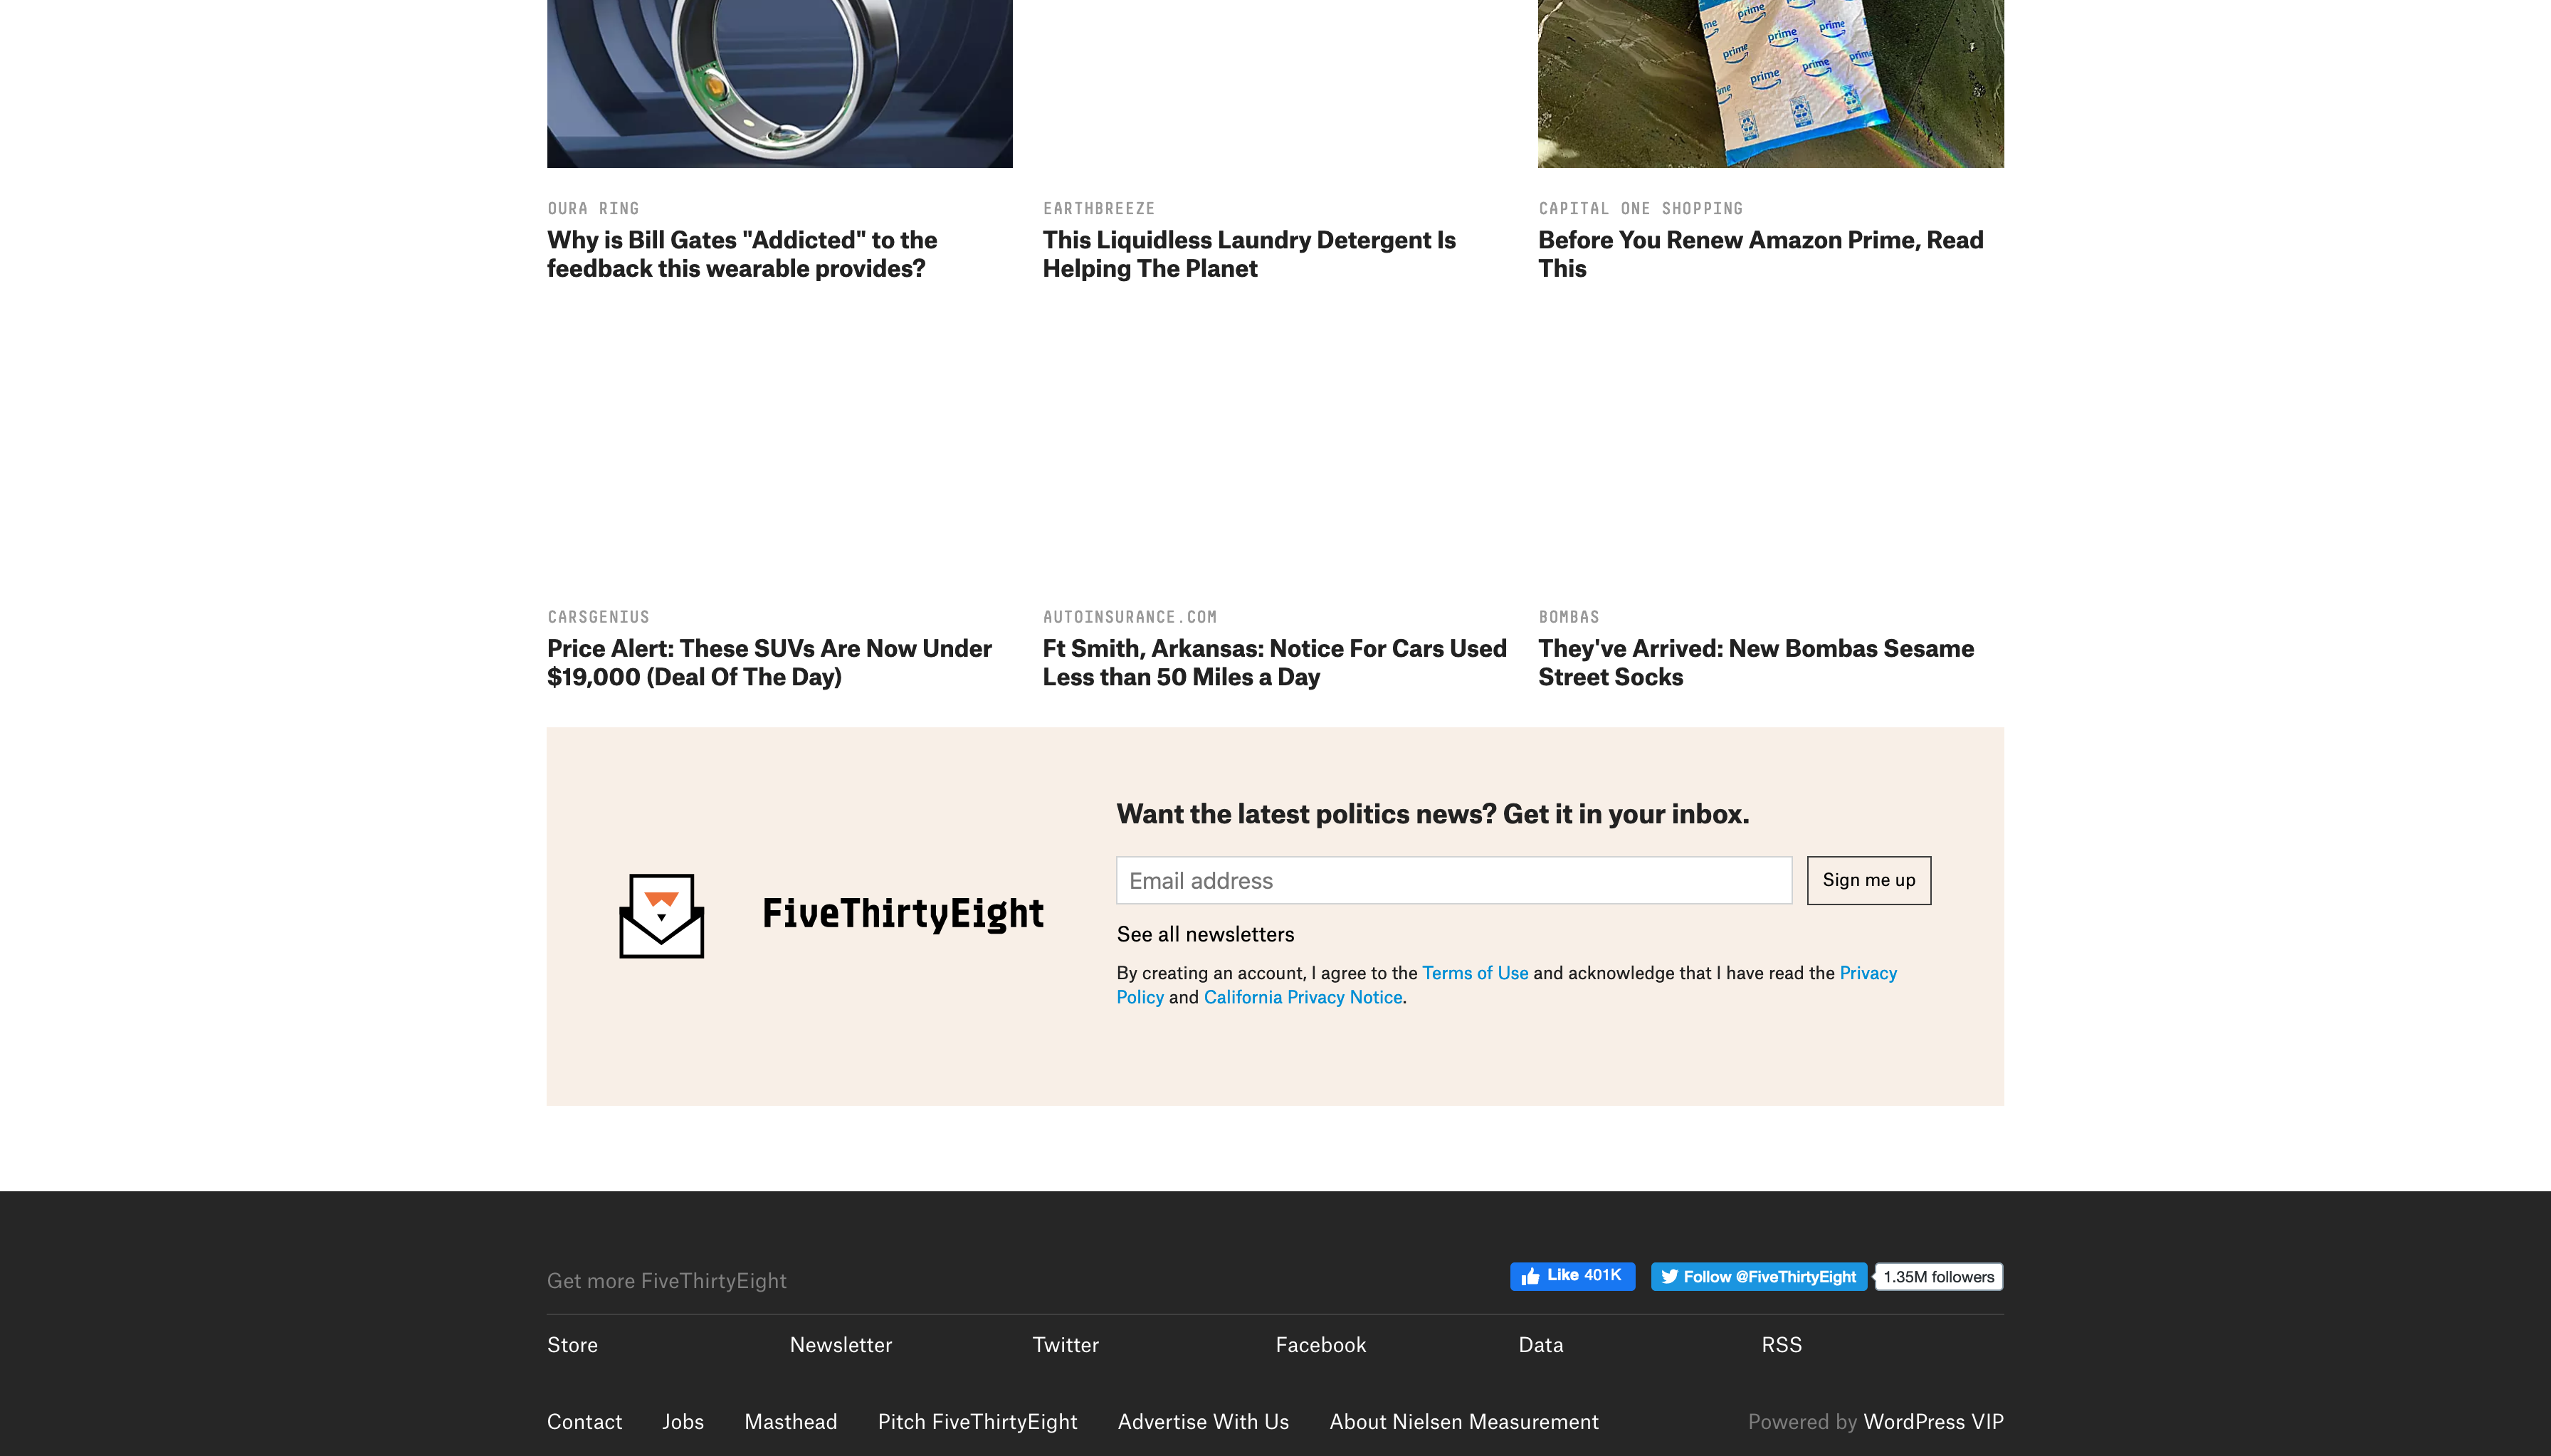 prime
prime
prime
prime
prime
prime
OURA RING
Why is Bill Gates "Addicted" to the
feedback this wearable provides?
EARTHBREEZE
This Liquidless Laundry Detergent Is
Helping The Planet
CAPITAL ONE SHOPPING
Before You Renew Amazon Prime, Read
This
CARSGENIUS
Price Alert: These SUVs Are Now Under
$19,000 (Deal Of The Day)
AUTOINSURANCE.COM
Ft Smith, Arkansas: Notice For Cars Used
Less than 50 Miles a Day
BOMBAS
They've Arrived: New Bombas Sesame
Street Socks
FiveThirtyEight
Want the latest politics news? Get it in your inbox.
Email address
Sign me up
See all newsletters
By creating an account, I agree to the Terms of Use and acknowledge that I have read the Privacy
Policy and California Privacy Notice.
Get more FiveThirtyEight
Like 401K
Follow @FiveThirtyEight
1.35M followers
Store Newsletter Twitter Facebook Data RSS
Contact Jobs Masthead Pitch FiveThirtyEight Advertise With Us About Nielsen Measurement
Powered by WordPress VIP